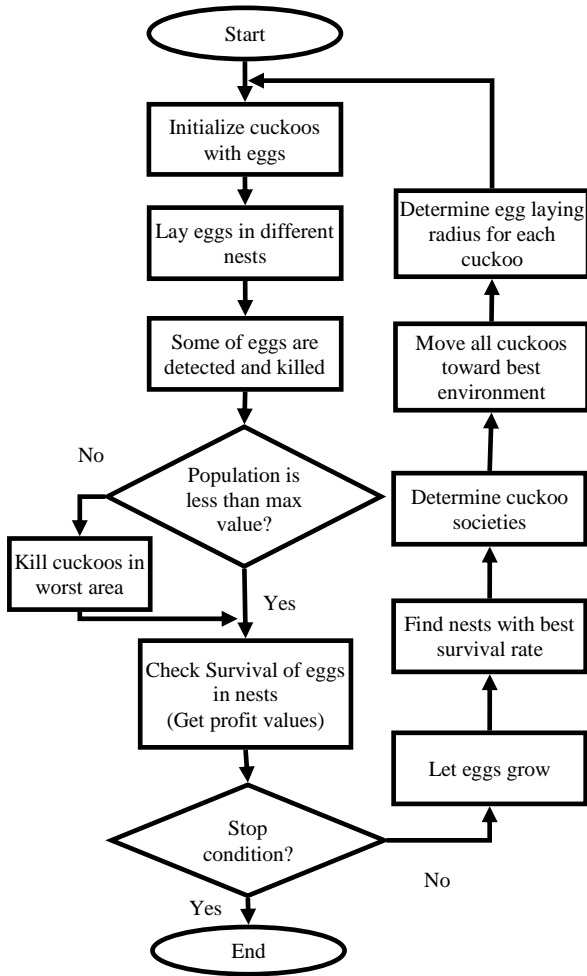 Start
Initialize cuckoos
with eggs
Lay eggs in different
nests
Some of eggs are
detected and killed
No
Population is
less than max
value?
Kill cuckoos in
worst area
Yes
Check Survival of eggs
in nests
(Get profit values)
Stop
condition?
Yes
End
No
Let eggs grow
Find nests with best
survival rate
Determine cuckoo
societies
Move all cuckoos
toward best
environment
Determine egg laying
radius for each
cuckoo